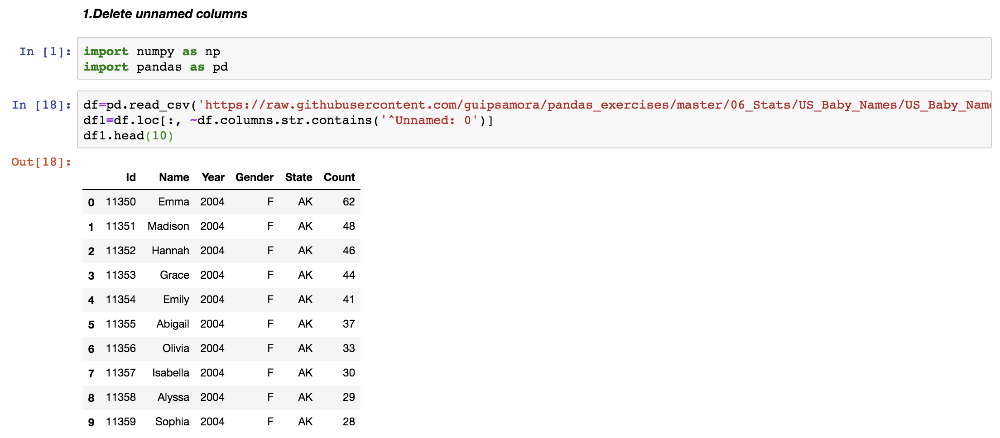 1.Delete unnamed columns
In [1]: import numpy as np
import pandas as pd
In [18]: df=pd.read_csv('https://raw.githubusercontent.com/guipsamora/pandas_exercises/master/06_Stats/US_Baby_Names/US_Baby_Nam
df1=df.loc[:, ~df.columns.str.contains('^Unnamed: 0')]
df1.head(10)
Out[18]:
Id Name Year Gender State Count
0 11350 Emma 2004 F AK 62
1 11351 Madison 2004 F AK 48
2 11352 Hannah 2004 F AK 46
3 11353 Grace 2004 F AK 44
4 11354 Emily 2004 F AK 41
5 11355 Abigail 2004 F AK 37
6 11356 Olivia 2004 F AK 33
7 11357 Isabella 2004 F AK 30
8 11358 Alyssa 2004 F AK 29
9 11359 Sophia 2004 F AK 28